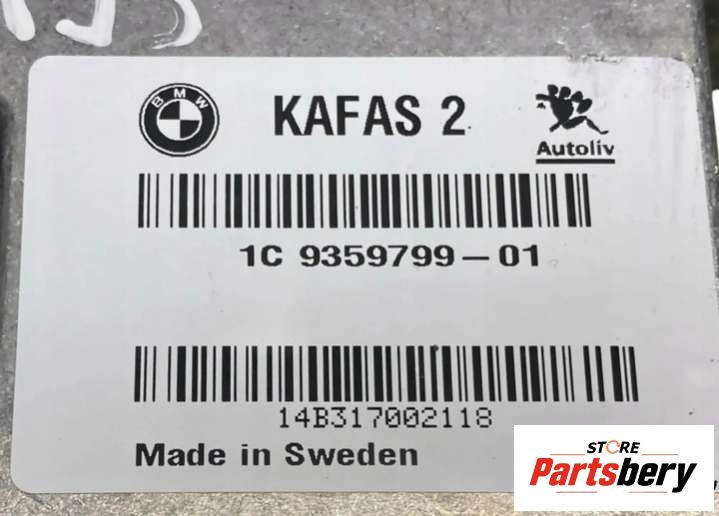 BMW
KAFAS 2
Autoliv
1C 9359799-01
14B317002118
Made in Sweden
STORE
Partsbery